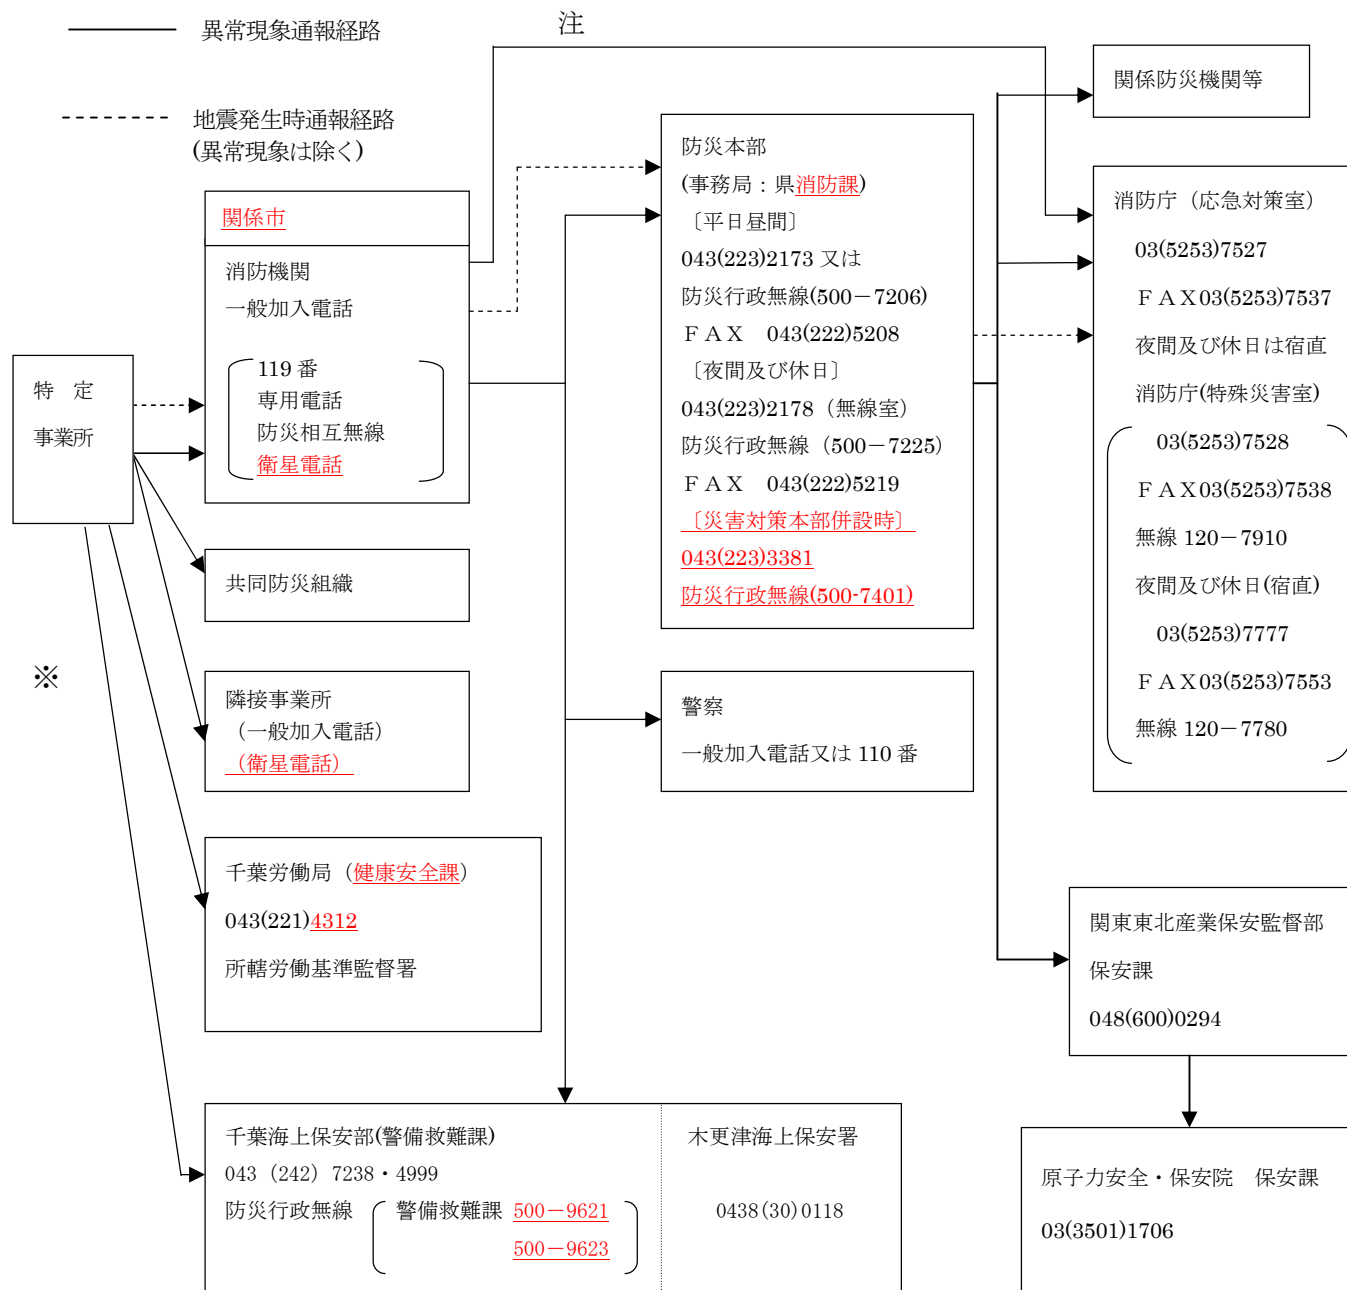 異常現象通報経路
注
地震発生時通報経路
(異常現象は除く)
特　定
事業所
※
関係市
消防機関
一般加入電話
119 番
専用電話
防災相互無線
衛星電話
共同防災組織
隣接事業所
（一般加入電話）
（衛星電話）
千葉労働局（健康安全課）
043(221)4312
所轄労働基準監督署
千葉海上保安部(警備救難課)
043（242）7238・4999
防災行政無線
警備救難課 500－9621
500－9623
木更津海上保安署
0438(30)0118
防災本部
(事務局：県消防課)
〔平日昼間〕
043(223)2173 又は
防災行政無線(500－7206)
ＦＡＸ　043(222)5208
〔夜間及び休日〕
043(223)2178（無線室）
防災行政無線（500－7225）
ＦＡＸ　043(222)5219
〔災害対策本部併設時〕
043(223)3381
防災行政無線(500-7401)
警察
一般加入電話又は 110 番
関係防災機関等
消防庁（応急対策室）
03(5253)7527
ＦＡＸ03(5253)7537
夜間及び休日は宿直
消防庁(特殊災害室)
03(5253)7528
ＦＡＸ03(5253)7538
無線 120－7910
夜間及び休日(宿直)
03(5253)7777
ＦＡＸ03(5253)7553
無線 120－7780
関東東北産業保安監督部
保安課
048(600)0294
原子力安全・保安院　保安課
03(3501)1706